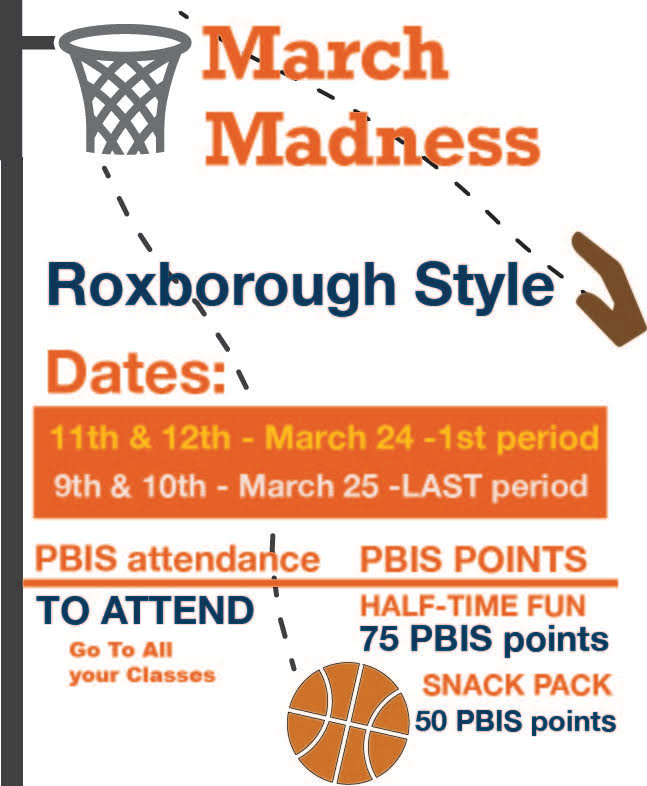 March
Madness
Roxborough Style
Dates:
11th & 12th - March 24 -1st period
9th & 10th - March 25 -LAST period
PBIS attendance
TO ATTEND
Go To All
your Classes
PBIS POINTS
HALF-TIME FUN
75 PBIS points
SNACK PACK
50 PBIS points